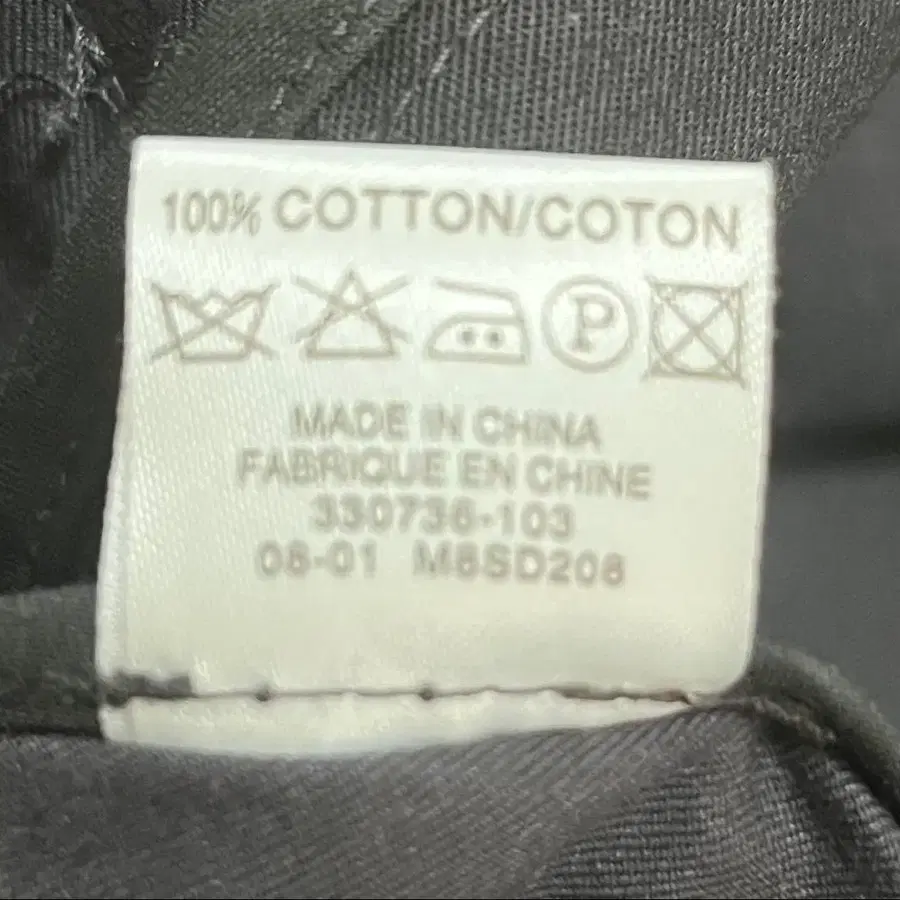 100% COTTON/COTON
P
MADE IN CHINA
FABRIQUE EN CHINE
330736-103
08-01 M8SD208